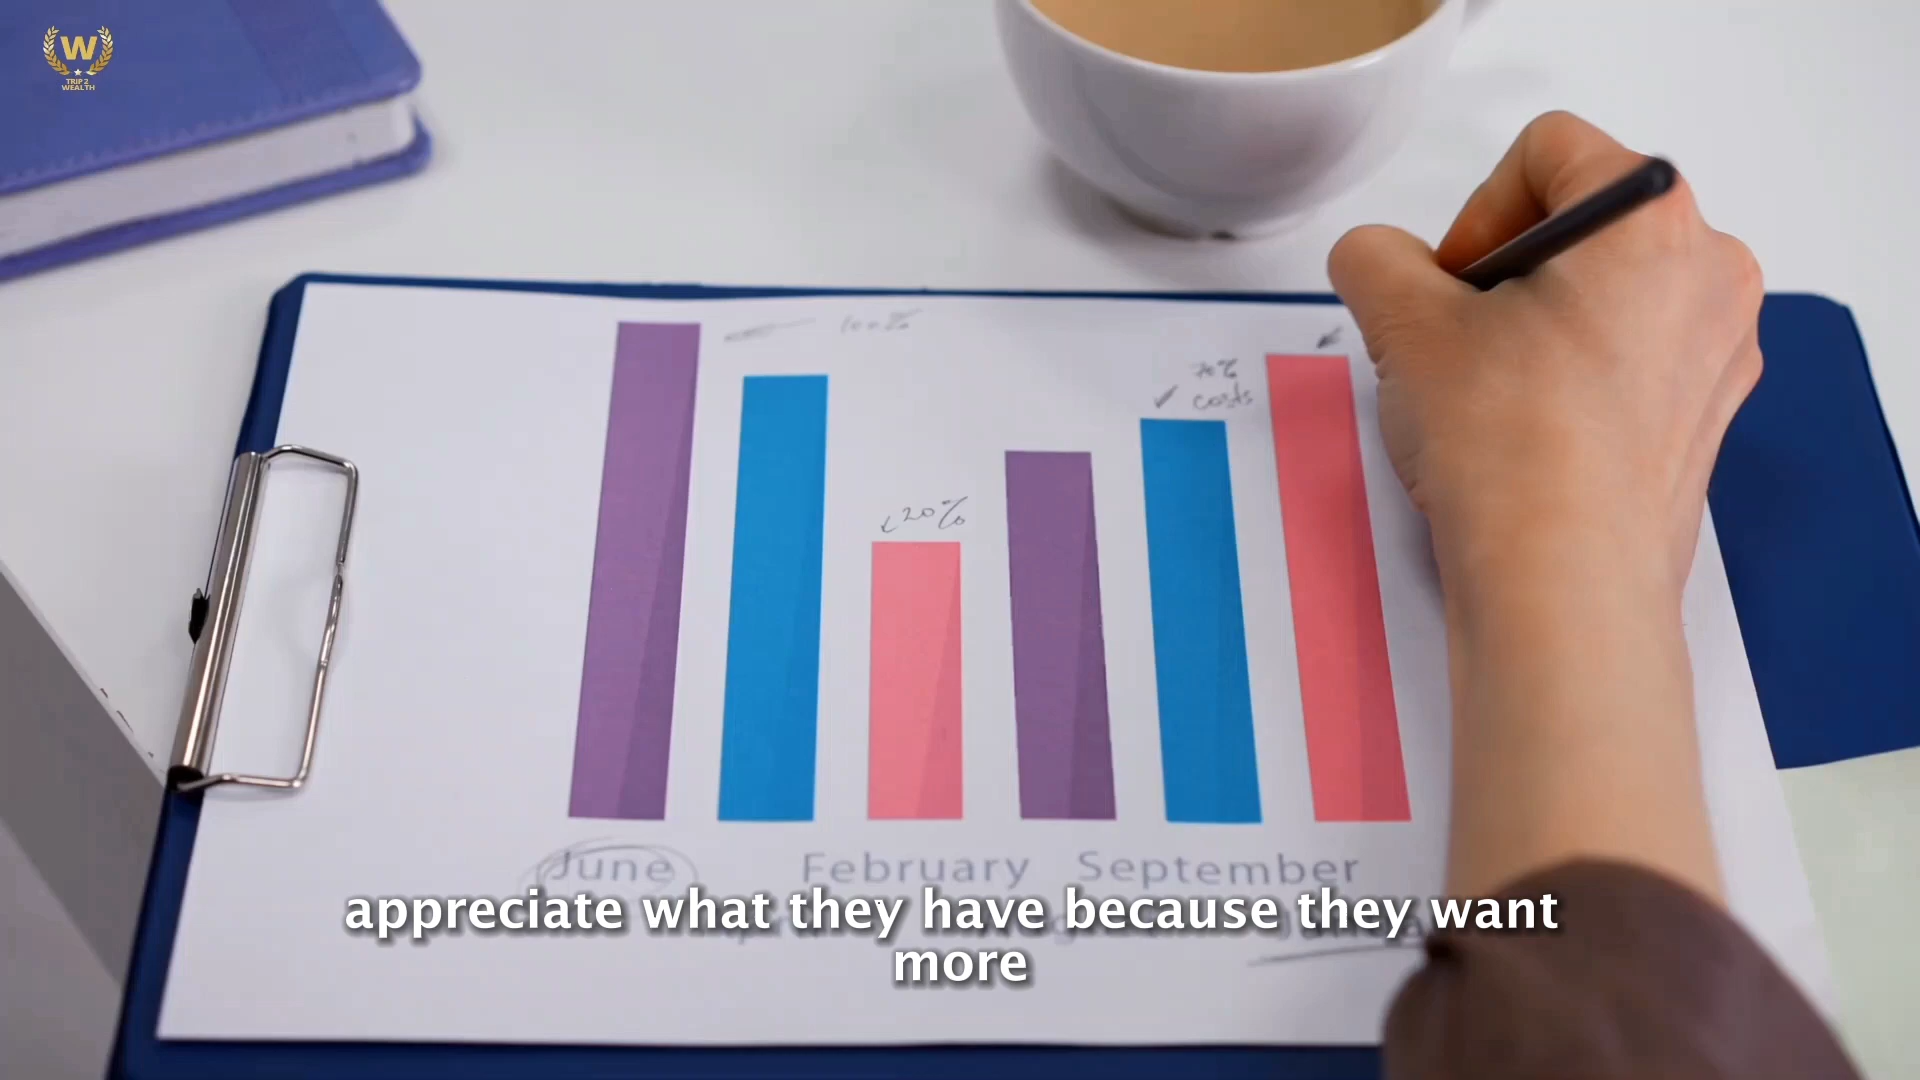 W
TRIP 2
WEALTH
100%
70%
costs
20%
June
February
September
appreciate what they have because they want
more